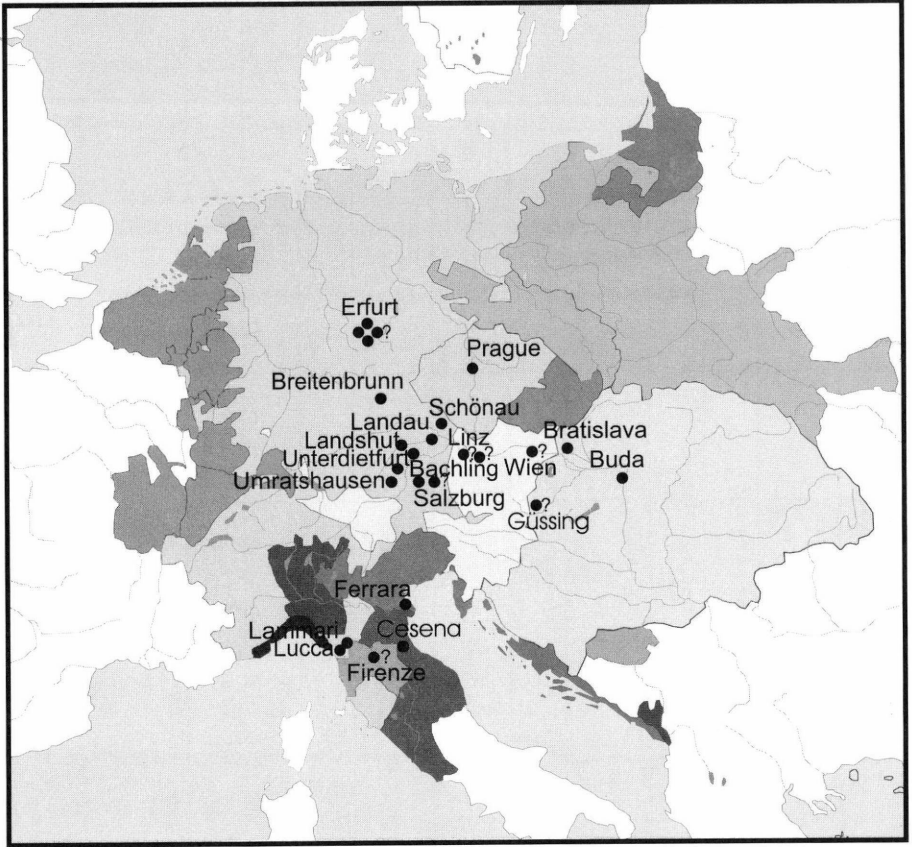 Erfurt
?
Prague
Breitenbrunn
Schönau
Landau
Landshut
Linz
Bratislava
? ? ?
Unterdietfurt
Bachling
Wien
Buda
Umratshausen
?
Salzburg
?
Güssing
Ferrara
Lammari
Cesena
Lucca
?
Firenze